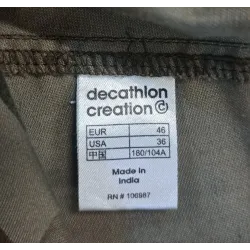 decathlon
creation ©
EUR 46
USA 36
中国 180/104A
Made in
India
RN # 106987